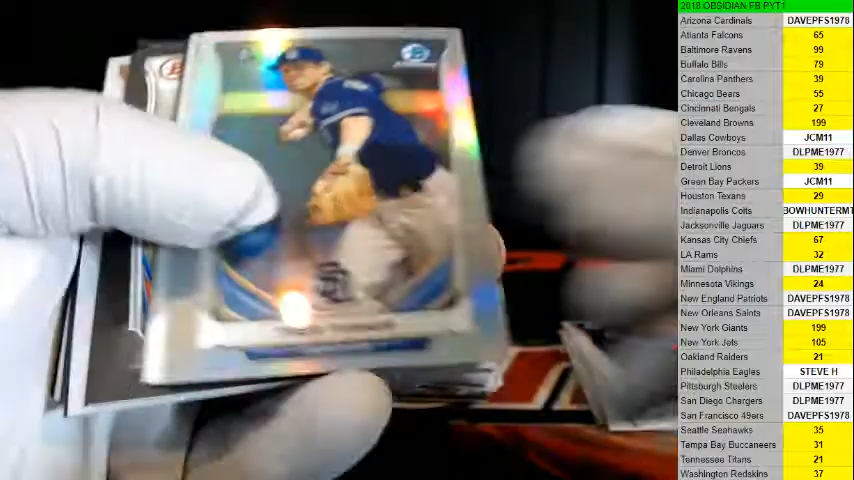 2018 OBSIDIAN FB PYT1
Arizona Cardinals DAVEPFS1978
Atlanta Falcons 65
Baltimore Ravens 99
Buffalo Bills 79
Carolina Panthers 39
Chicago Bears 55
Cincinnati Bengals 27
Cleveland Browns 199
Dallas Cowboys JCM11
Denver Broncos DLPME1977
Detroit Lions 39
Green Bay Packers JCM11
Houston Texans 29
Indianapolis Colts BOWHUNTERMT
Jacksonville Jaguars DLPME1977
Kansas City Chiefs 67
LA Rams 32
Miami Dolphins DLPME1977
Minnesota Vikings 24
New England Patriots DAVEPFS1978
New Orleans Saints DAVEPFS1978
New York Giants 199
New York Jets 105
Oakland Raiders 21
Philadelphia Eagles STEVE H
Pittsburgh Steelers DLPME1977
San Diego Chargers DLPME1977
San Francisco 49ers DAVEPFS1978
Seattle Seahawks 35
Tampa Bay Buccaneers 31
Tennessee Titans 21
Washington Redskins 37